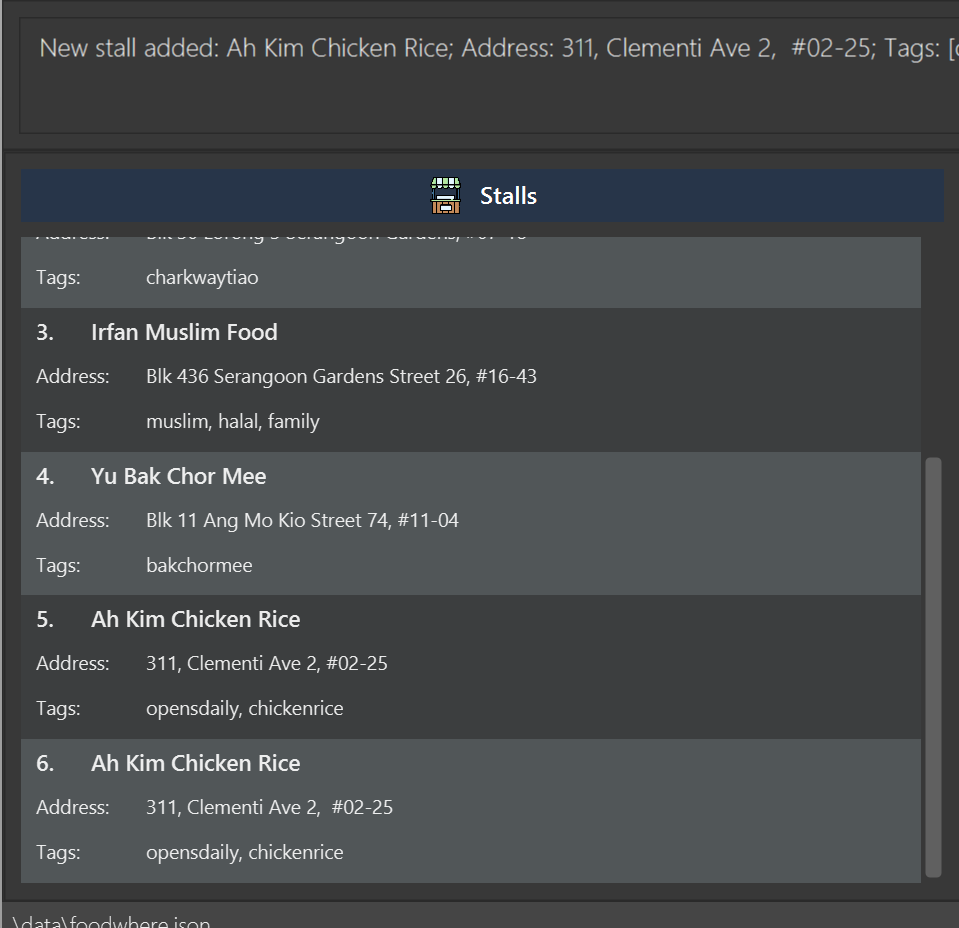 New stall added: Ah Kim Chicken Rice; Address: 311, Clementi Ave 2,  #02-25; Tags: [
Stalls
Address:
Tags: charkwaytiao
3. Irfan Muslim Food
Address: Blk 436 Serangoon Gardens Street 26, #16-43
Tags: muslim, halal, family
4. Yu Bak Chor Mee
Address: Blk 11 Ang Mo Kio Street 74, #11-04
Tags: bakchormee
5. Ah Kim Chicken Rice
Address: 311, Clementi Ave 2, #02-25
Tags: opensdaily, chickenrice
6. Ah Kim Chicken Rice
Address: 311, Clementi Ave 2,  #02-25
Tags: opensdaily, chickenrice
\data\foodwhere.json